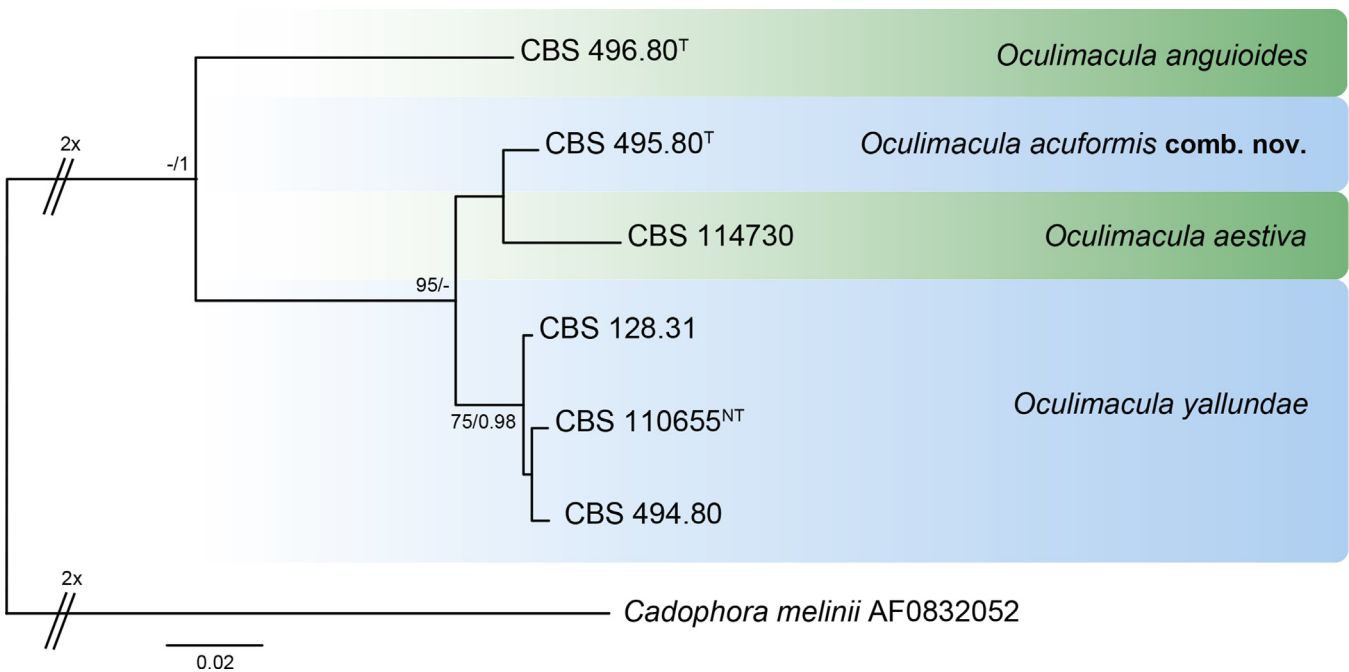 CBS 496.80ᵀ Oculimacula anguioides
2x
-/1
CBS 495.80ᵀ Oculimacula acuformis comb. nov.
CBS 114730 Oculimacula aestiva
95/-
CBS 128.31
75/0.98
CBS 110655ᴺᵀ Oculimacula yallundae
CBS 494.80
2x
Cadophora melinii AF0832052
0.02